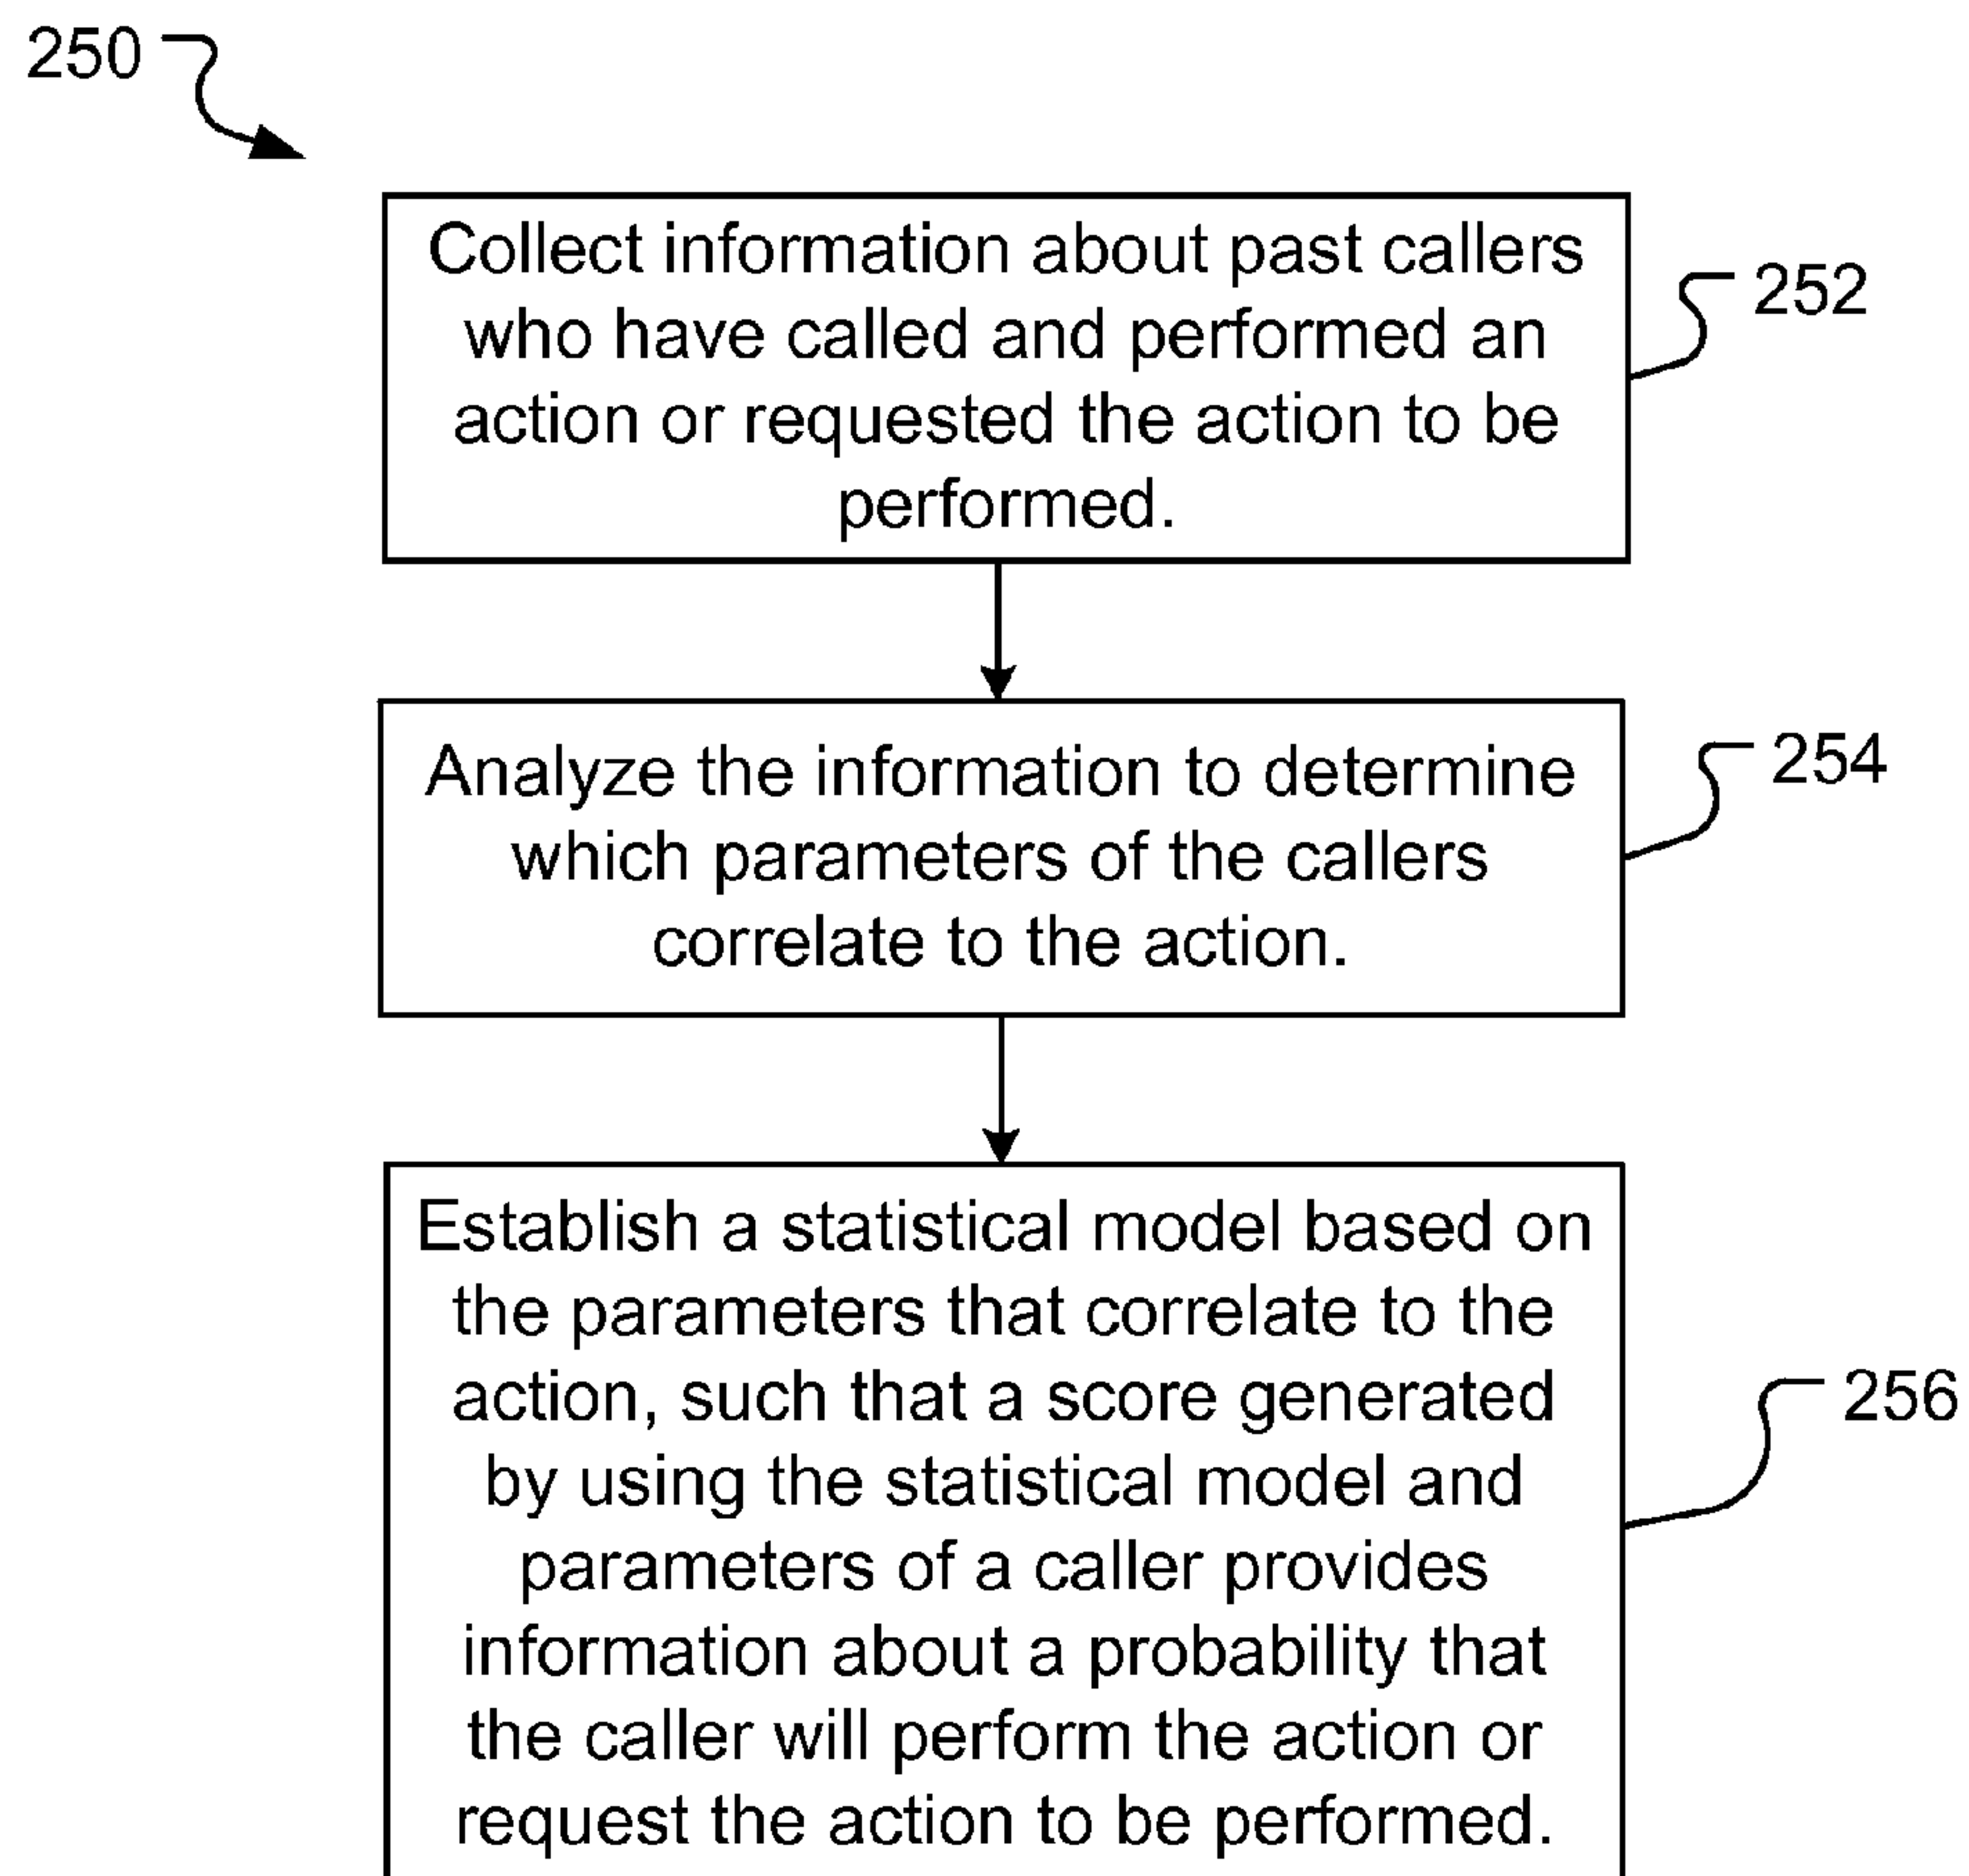 250
Collect information about past callers
who have called and performed an
action or requested the action to be
performed.
252
Analyze the information to determine
which parameters of the callers
correlate to the action.
254
Establish a statistical model based on
the parameters that correlate to the
action, such that a score generated
by using the statistical model and
parameters of a caller provides
information about a probability that
the caller will perform the action or
request the action to be performed.
256